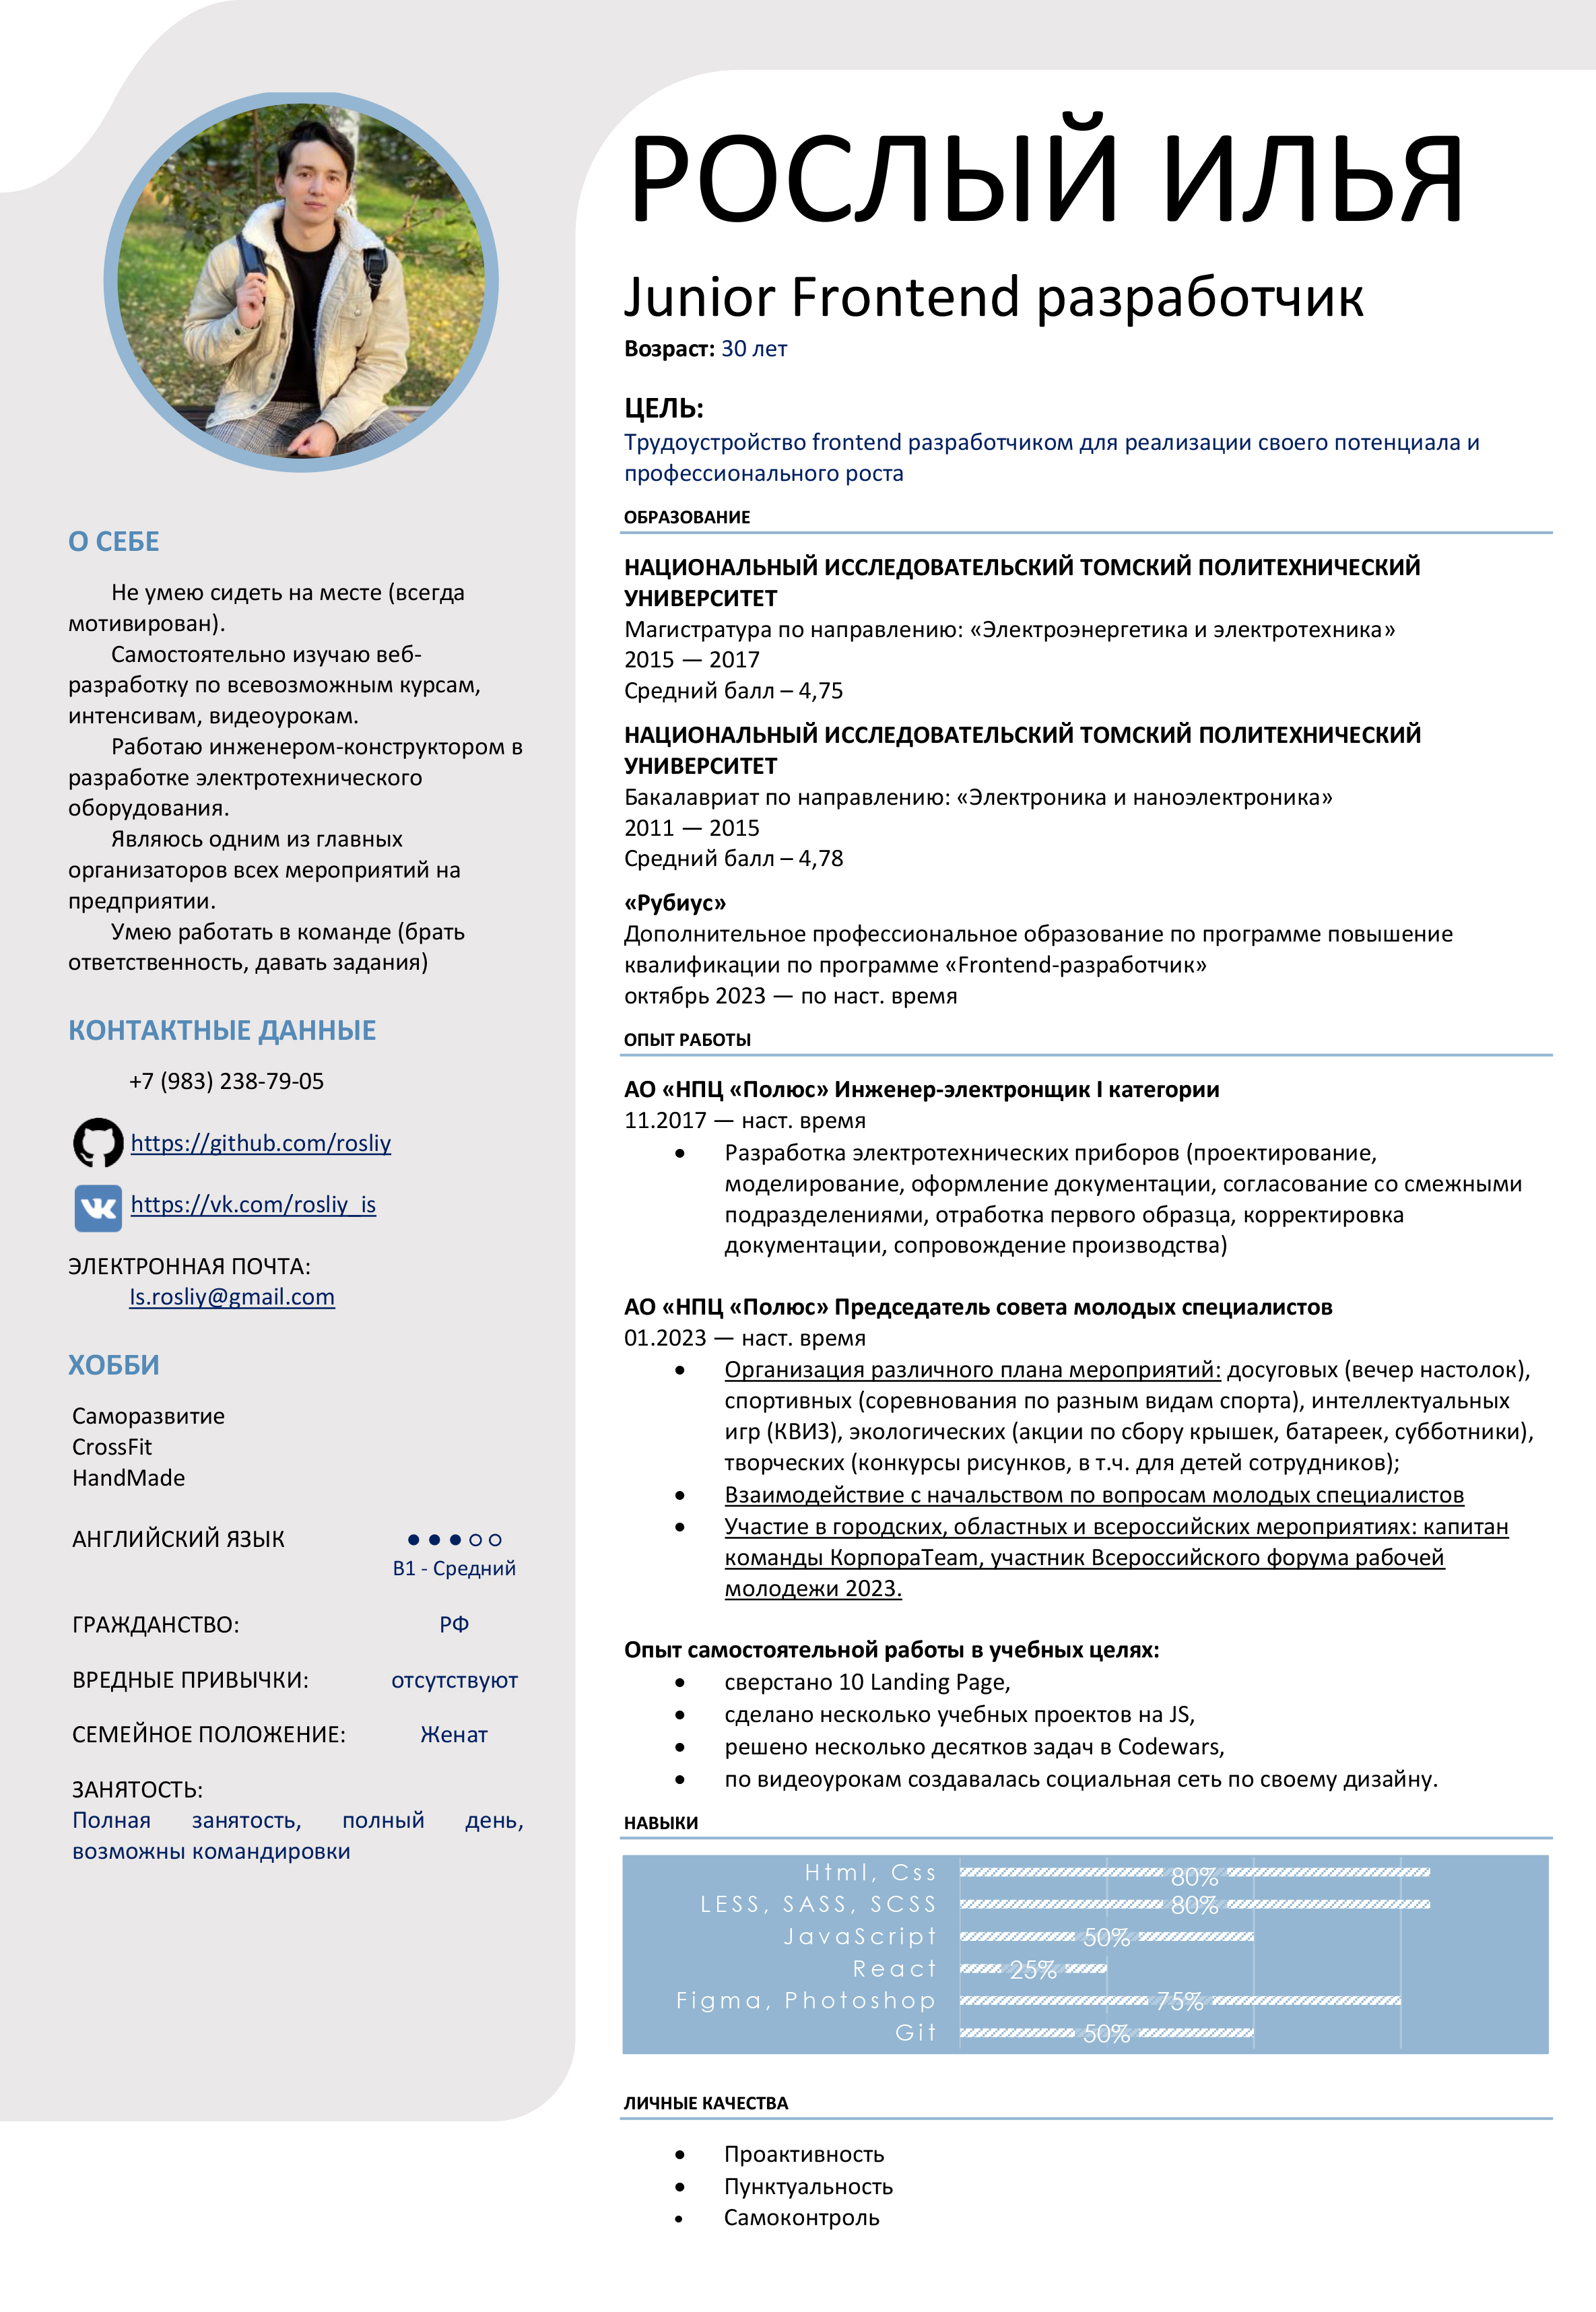 РОСЛЫЙ ИЛЬЯ
Junior Frontend разработчик
Возраст: 30 лет
ЦЕЛЬ:
Трудоустройство frontend разработчиком для реализации своего потенциала и
профессионального роста
ОБРАЗОВАНИЕ
НАЦИОНАЛЬНЫЙ ИССЛЕДОВАТЕЛЬСКИЙ ТОМСКИЙ ПОЛИТЕХНИЧЕСКИЙ
УНИВЕРСИТЕТ
Магистратура по направлению: «Электроэнергетика и электротехника»
2015 — 2017
Средний балл – 4,75
НАЦИОНАЛЬНЫЙ ИССЛЕДОВАТЕЛЬСКИЙ ТОМСКИЙ ПОЛИТЕХНИЧЕСКИЙ
УНИВЕРСИТЕТ
Бакалавриат по направлению: «Электроника и наноэлектроника»
2011 — 2015
Средний балл – 4,78
«Рубиус»
Дополнительное профессиональное образование по программе повышение
квалификации по программе «Frontend-разработчик»
октябрь 2023 — по наст. время
ОПЫТ РАБОТЫ
АО «НПЦ «Полюс» Инженер-электронщик I категории
11.2017 — наст. время
• Разработка электротехнических приборов (проектирование,
моделирование, оформление документации, согласование со смежными
подразделениями, отработка первого образца, корректировка
документации, сопровождение производства)
АО «НПЦ «Полюс» Председатель совета молодых специалистов
01.2023 — наст. время
• Организация различного плана мероприятий: досуговых (вечер настолок),
спортивных (соревнования по разным видам спорта), интеллектуальных
игр (КВИЗ), экологических (акции по сбору крышек, батареек, субботники),
творческих (конкурсы рисунков, в т.ч. для детей сотрудников);
• Взаимодействие с начальством по вопросам молодых специалистов
• Участие в городских, областных и всероссийских мероприятиях: капитан
команды КорпораTeam, участник Всероссийского форума рабочей
молодежи 2023.
Опыт самостоятельной работы в учебных целях:
• сверстано 10 Landing Page,
• сделано несколько учебных проектов на JS,
• решено несколько десятков задач в Codewars,
• по видеоурокам создавалась социальная сеть по своему дизайну.
НАВЫКИ
Html, Css 80%
LESS, SASS, SCSS 80%
JavaScript 50%
React 25%
Figma, Photoshop 75%
Git 50%
ЛИЧНЫЕ КАЧЕСТВА
• Проактивность
• Пунктуальность
• Самоконтроль
О СЕБЕ
Не умею сидеть на месте (всегда
мотивирован).
Самостоятельно изучаю веб-
разработку по всевозможным курсам,
интенсивам, видеоурокам.
Работаю инженером-конструктором в
разработке электротехнического
оборудования.
Являюсь одним из главных
организаторов всех мероприятий на
предприятии.
Умею работать в команде (брать
ответственность, давать задания)
КОНТАКТНЫЕ ДАННЫЕ
+7 (983) 238-79-05
https://github.com/rosliy
https://vk.com/rosliy_is
ЭЛЕКТРОННАЯ ПОЧТА:
Is.rosliy@gmail.com
ХОББИ
Саморазвитие
CrossFit
HandMade
АНГЛИЙСКИЙ ЯЗЫК
B1 - Средний
ГРАЖДАНСТВО: РФ
ВРЕДНЫЕ ПРИВЫЧКИ: отсутствуют
СЕМЕЙНОЕ ПОЛОЖЕНИЕ: Женат
ЗАНЯТОСТЬ:
Полная занятость, полный день,
возможны командировки